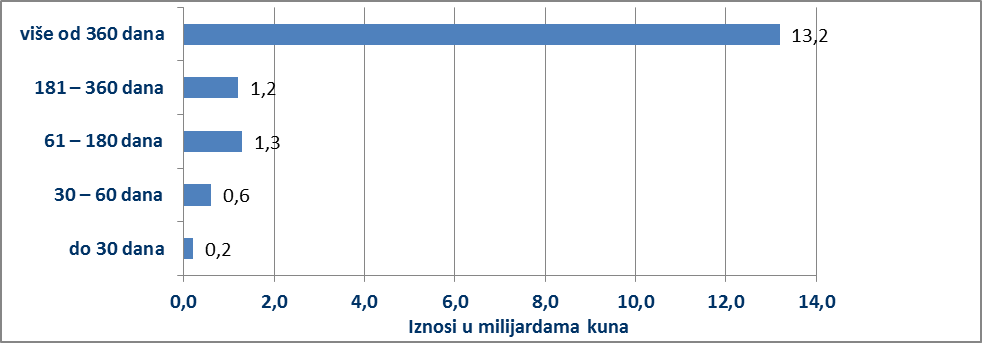 više od 360 dana
13,2
181 – 360 dana
1,2
61 – 180 dana
1,3
30 – 60 dana
0,6
do 30 dana
0,2
0,0 2,0 4,0 6,0 8,0 10,0 12,0 14,0
Iznosi u milijardama kuna